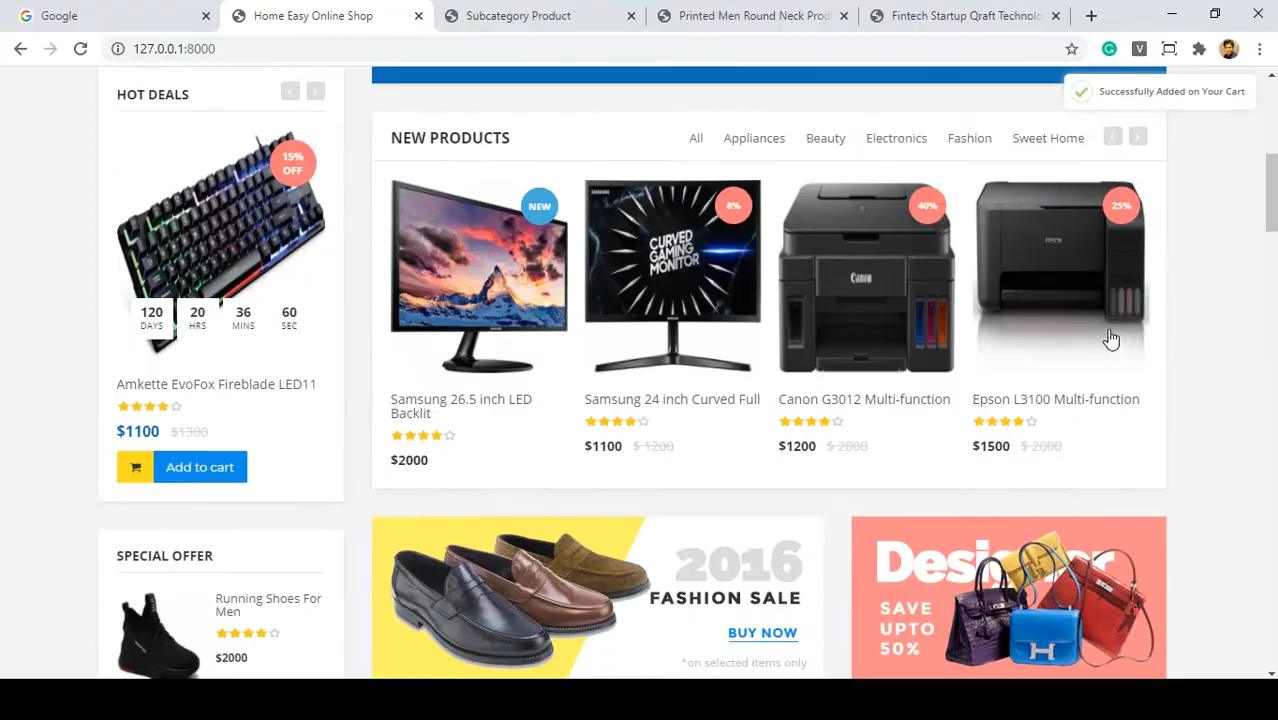 Google
Home Easy Online Shop
Subcategory Product
Printed Men Round Neck Prod
Fintech Startup Qraft Technolo
127.0.0.1:8000
Successfully Added on Your Cart
HOT DEALS
15%
OFF
120
DAYS
20
HRS
36
MINS
60
SEC
Amkette EvoFox Fireblade LED11
$1100 $1300
Add to cart
SPECIAL OFFER
Running Shoes For
Men
$2000
NEW PRODUCTS
All Appliances Beauty Electronics Fashion Sweet Home
NEW
Samsung 26.5 inch LED
Backlit
$2000
SAMSUNG
8%
CURVED
GAMING
MONITOR
Samsung 24 inch Curved Full
$1100 $ 1200
40%
Canon
Canon G3012 Multi-function
$1200 $ 2000
25%
EPSON
Epson L3100 Multi-function
$1500 $ 2000
2016
FASHION SALE
BUY NOW
*on selected items only
Designer
SAVE
UPTO
50%